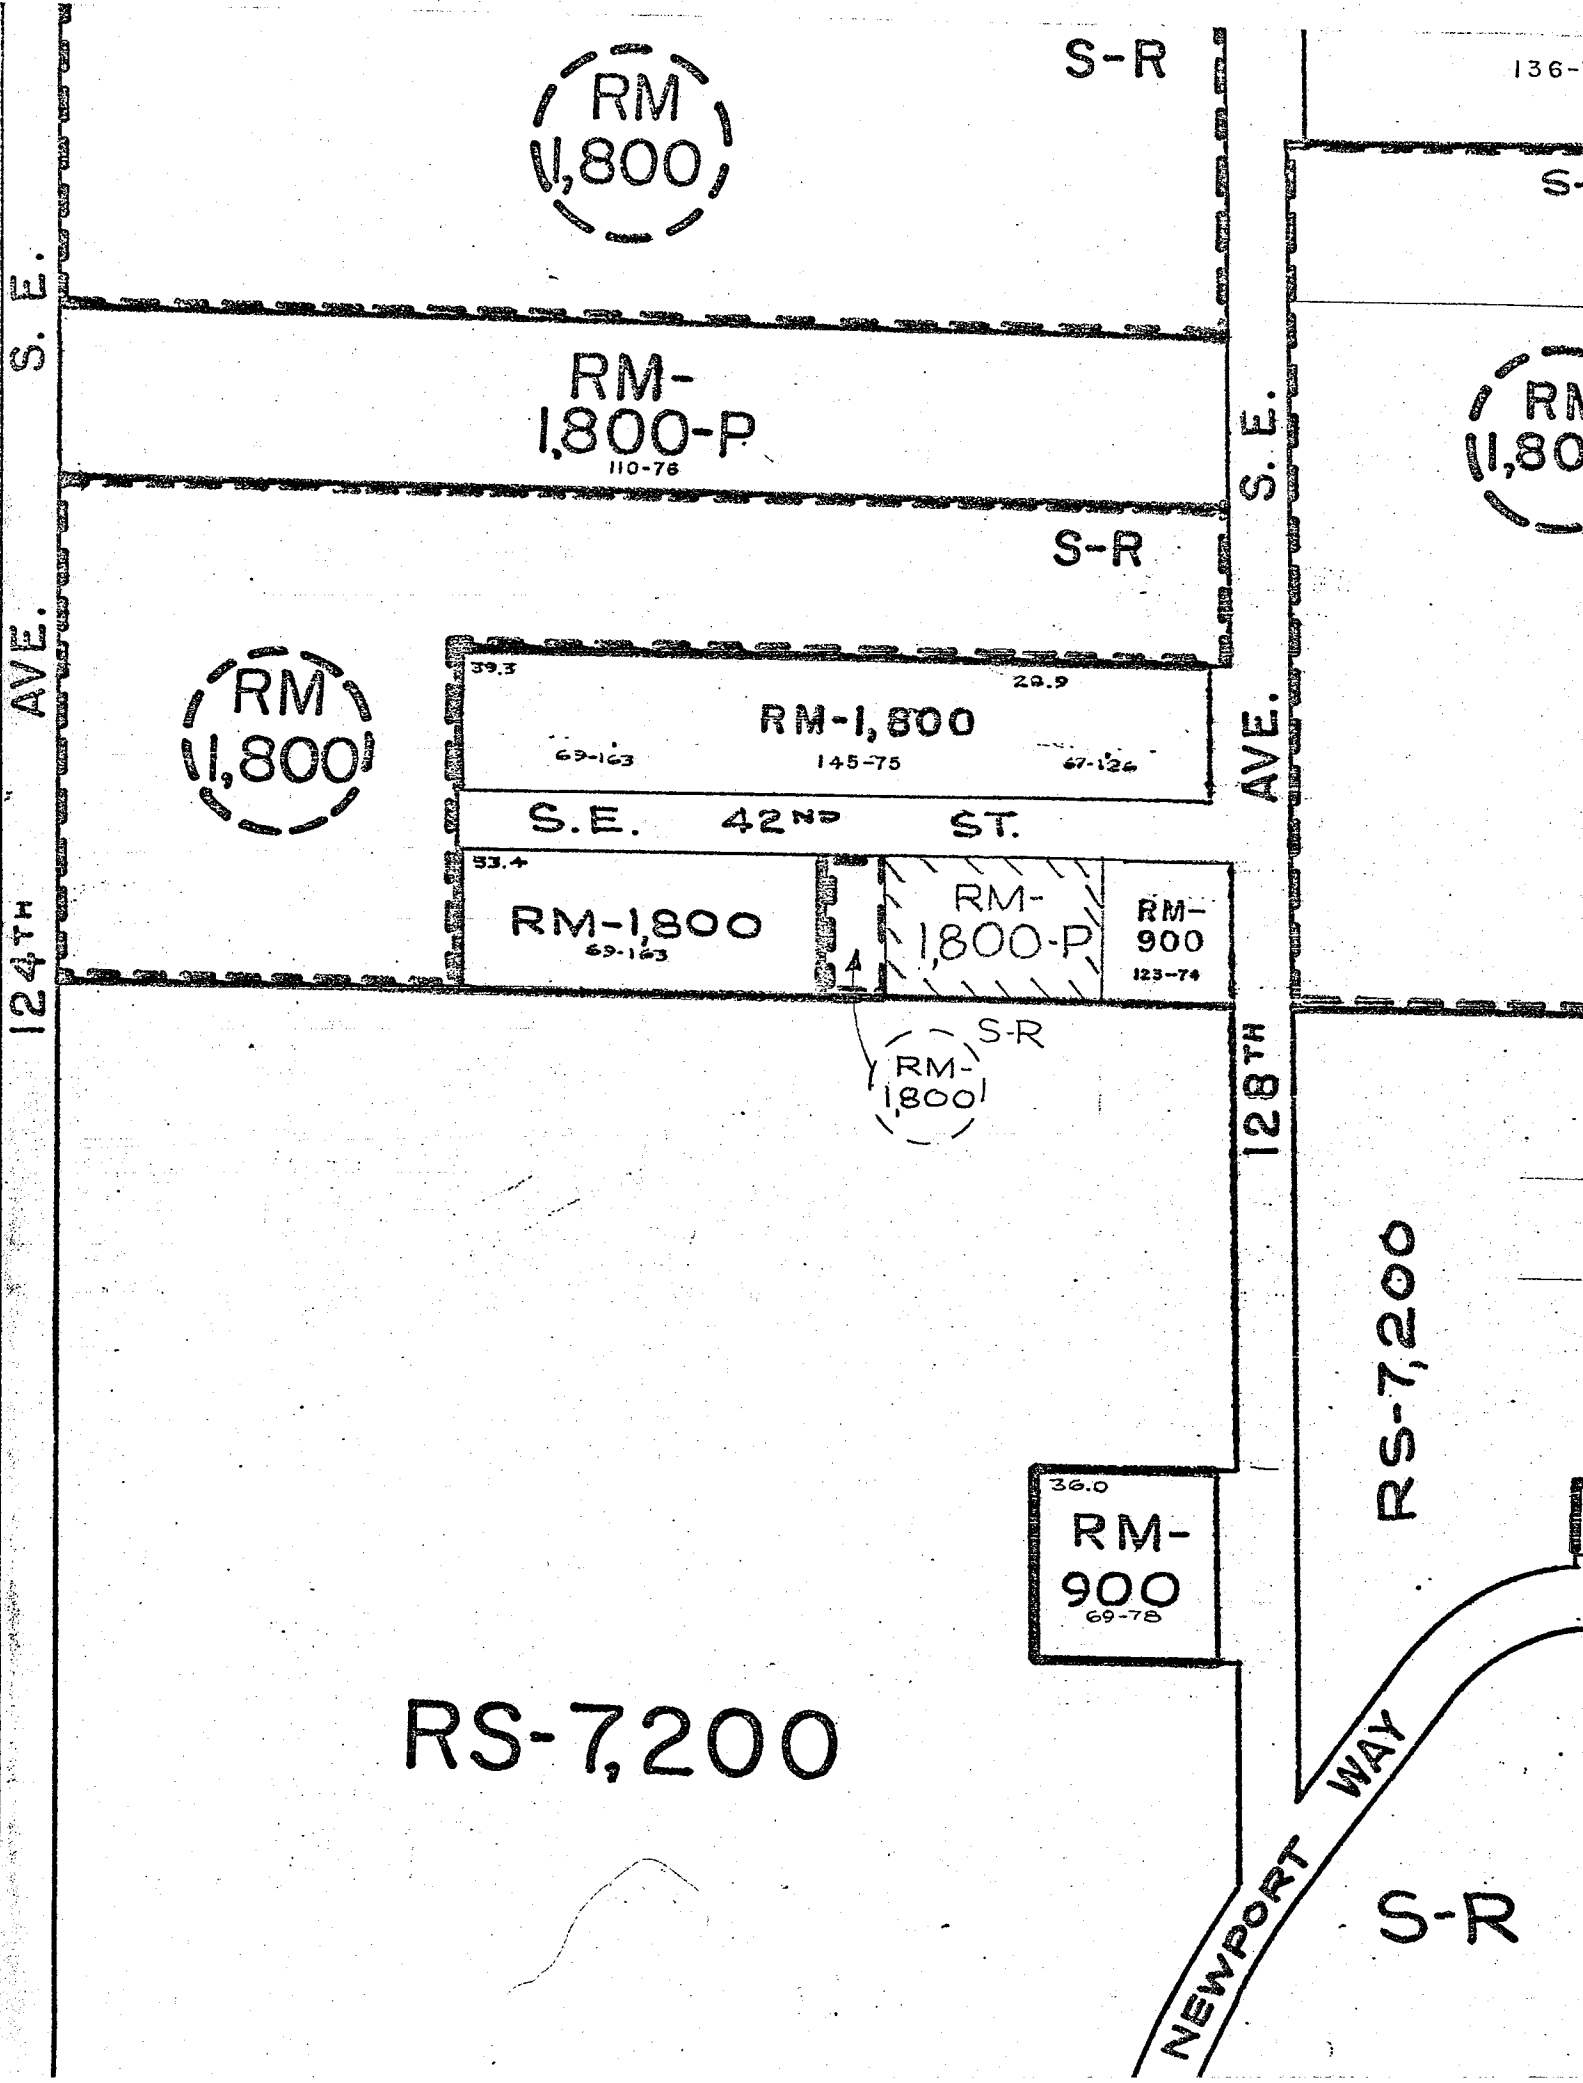 S-R
136-
RM
1,800
S-
S. E.
RM-
1,800-P
110-76
RM
1,80
S. E.
S-R
AVE.
RM
1,800
39.3
RM-1,800
69-163
145-75
67-126
AVE.
S.E. 42ND ST.
53.4
RM-1,800
69-163
RM-
1,800-P
RM-
900
123-74
124TH
S-R
RM-
1,800
128TH
RS-7,200
36.0
RM-
900
69-78
RS-7,200
NEWPORT WAY
S-R